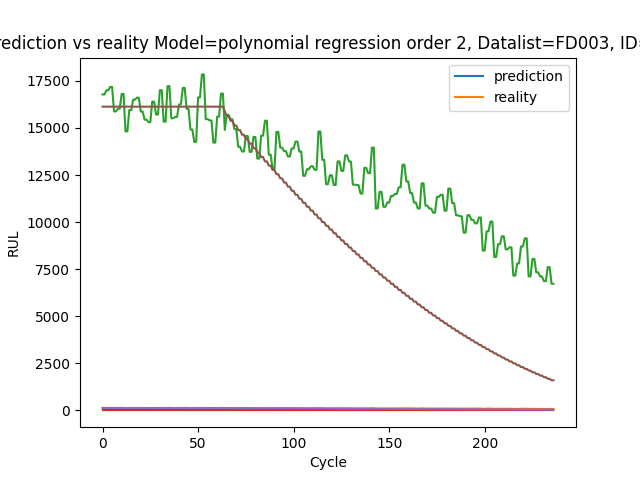 rediction vs reality Model=polynomial regression order 2, Datalist=FD003, ID=
prediction
reality
RUL
17500
15000
12500
10000
7500
5000
2500
0
0 50 100 150 200
Cycle